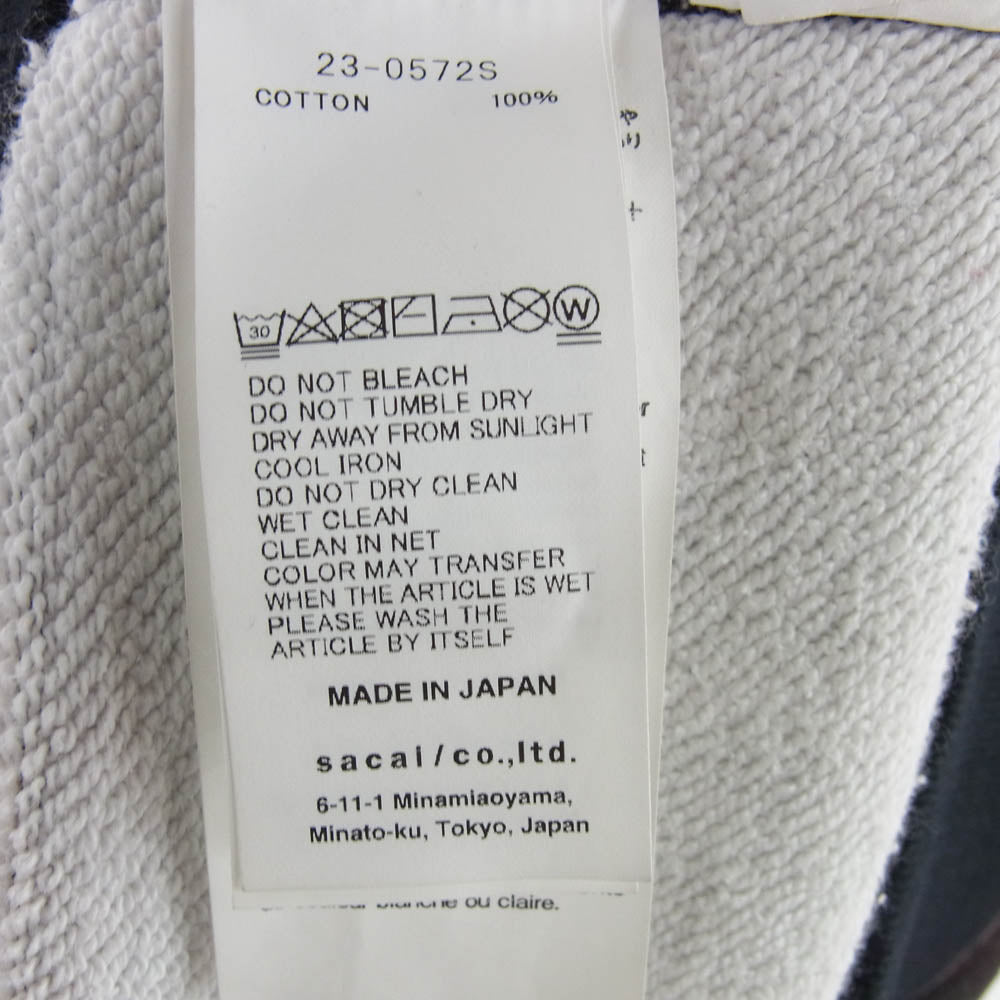 23-0572S
COTTON 100%
30 W
DO NOT BLEACH
DO NOT TUMBLE DRY
DRY AWAY FROM SUNLIGHT
COOL IRON
DO NOT DRY CLEAN
WET CLEAN
CLEAN IN NET
COLOR MAY TRANSFER
WHEN THE ARTICLE IS WET
PLEASE WASH THE
ARTICLE BY ITSELF
MADE IN JAPAN
sacai/co.,ltd.
6-11-1 Minamiaoyama,
Minato-ku, Tokyo, Japan
ou claire.